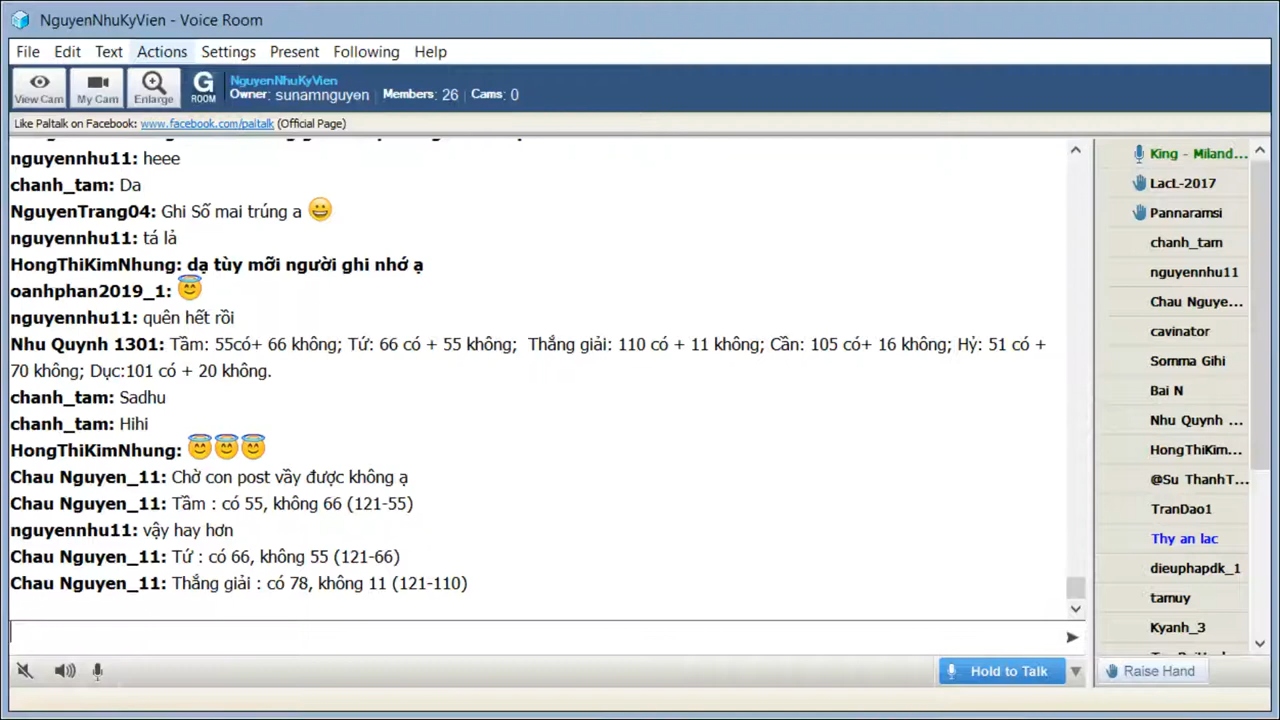 NguyenNhuKyVien - Voice Room
File Edit Text Actions Settings Present Following Help
View Cam My Cam Enlarge G ROOM
NguyenNhuKyVien
Owner: sunamnguyen Members: 26 Cams: 0
Like Paltalk on Facebook: www.facebook.com/paltalk (Official Page)
nguyennhu11: heee
chanh_tam: Da
NguyenTrang04: Ghi Số mai trúng a 😀
nguyennhu11: tá lả
HongThiKimNhung: dạ tùy mỡi người ghi nhớ ạ
oanhphan2019_1: 😇
nguyennhu11: quên hết rồi
Nhu Quynh 1301: Tầm: 55có+ 66 không; Tứ: 66 có + 55 không; Thắng giải: 110 có + 11 không; Cần: 105 có+ 16 không; Hỷ: 51 có +
70 không; Dục:101 có + 20 không.
chanh_tam: Sadhu
chanh_tam: Hihi
HongThiKimNhung: 😇😇😇
Chau Nguyen_11: Chờ con post vầy được không ạ
Chau Nguyen_11: Tầm : có 55, không 66 (121-55)
nguyennhu11: vậy hay hơn
Chau Nguyen_11: Tứ : có 66, không 55 (121-66)
Chau Nguyen_11: Thắng giải : có 78, không 11 (121-110)
King - Miland...
LacL-2017
Pannaramsi
chanh_tam
nguyennhu11
Chau Nguye...
cavinator
Somma Gihi
Bai N
Nhu Quynh ...
HongThiKim...
@Su ThanhT...
TranDao1
Thy an lac
dieuphapdk_1
tamuy
Kyanh_3
Hold to Talk
Raise Hand